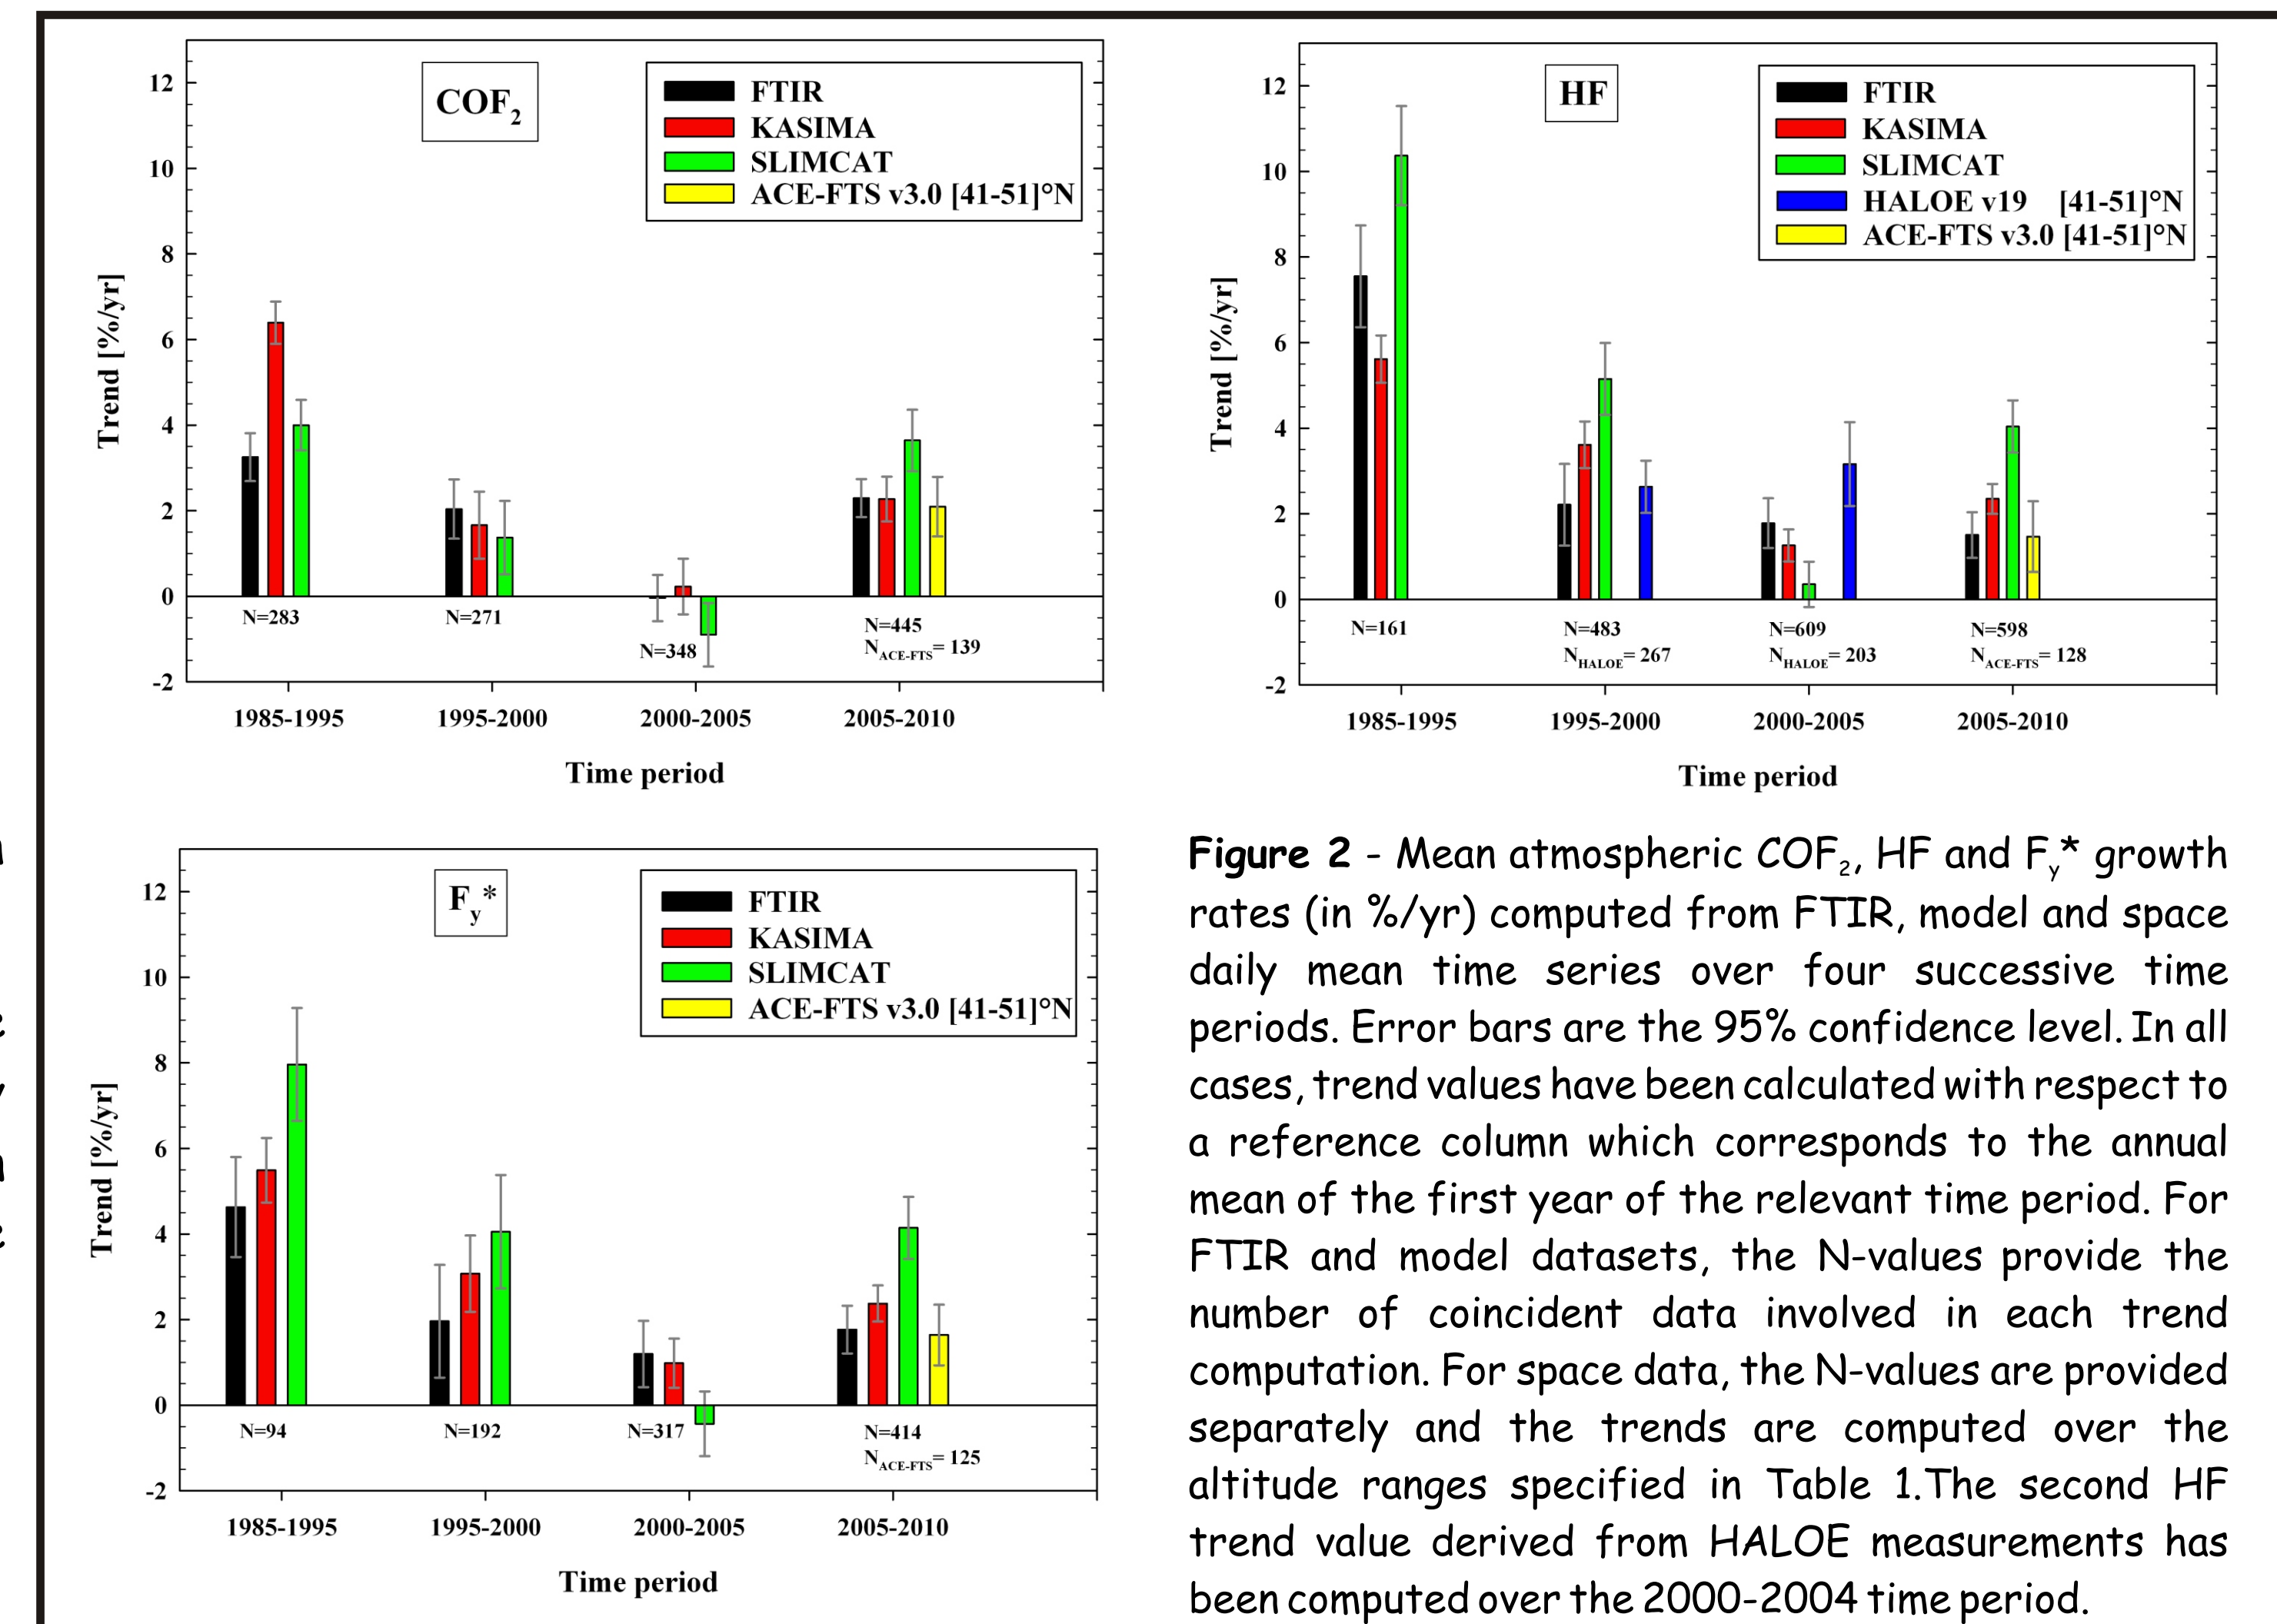 COF2
FTIR
KASIMA
SLIMCAT
ACE-FTS v3.0 [41-51]°N
Trend [%/yr]
12
10
8
6
4
2
0
-2
N=283
N=271
N=348
N=445
NACE-FTS= 139
1985-1995
1995-2000
2000-2005
2005-2010
Time period
HF
FTIR
KASIMA
SLIMCAT
HALOE v19 [41-51]°N
ACE-FTS v3.0 [41-51]°N
Trend [%/yr]
12
10
8
6
4
2
0
-2
N=161
N=483
NHALOE= 267
N=609
NHALOE= 203
N=598
NACE-FTS= 128
1985-1995
1995-2000
2000-2005
2005-2010
Time period
Fy*
FTIR
KASIMA
SLIMCAT
ACE-FTS v3.0 [41-51]°N
Trend [%/yr]
12
10
8
6
4
2
0
-2
N=94
N=192
N=317
N=414
NACE-FTS= 125
1985-1995
1995-2000
2000-2005
2005-2010
Time period
Figure 2 - Mean atmospheric COF2, HF and Fy* growth
rates (in %/yr) computed from FTIR, model and space
daily mean time series over four successive time
periods. Error bars are the 95% confidence level. In all
cases, trend values have been calculated with respect to
a reference column which corresponds to the annual
mean of the first year of the relevant time period. For
FTIR and model datasets, the N-values provide the
number of coincident data involved in each trend
computation. For space data, the N-values are provided
separately and the trends are computed over the
altitude ranges specified in Table 1.The second HF
trend value derived from HALOE measurements has
been computed over the 2000-2004 time period.